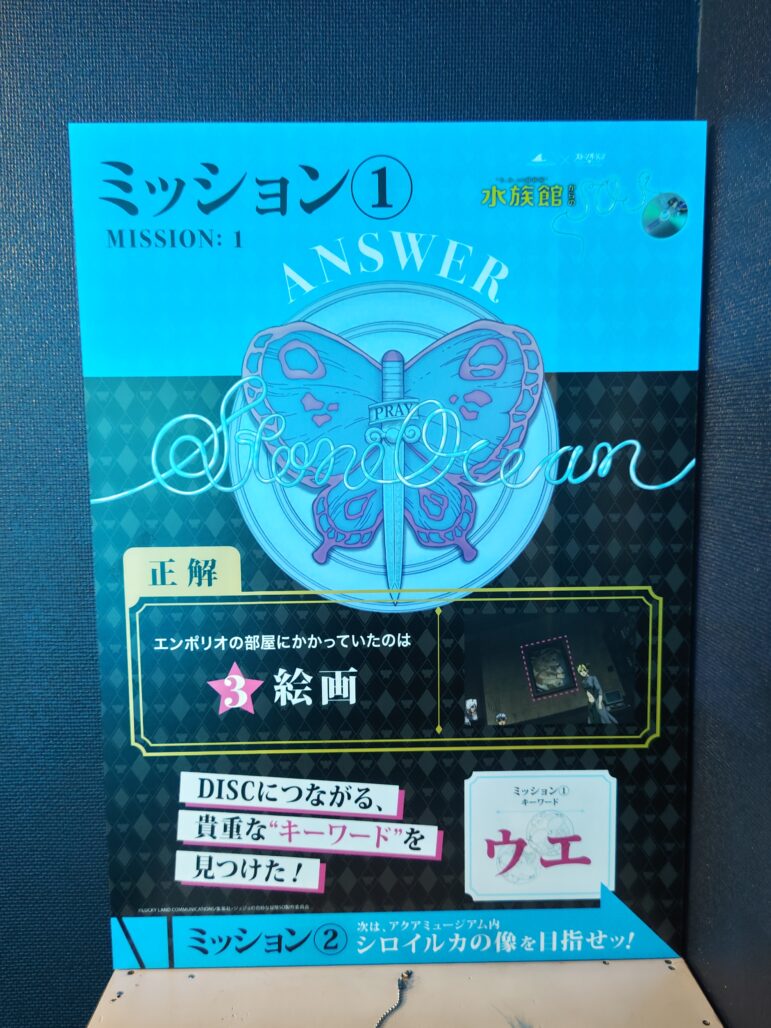 ミッション①
MISSION: 1
×
水族館
ANSWER
PRAY
Stone Ocean
正解
エンポリオの部屋にかかっていたのは
3 絵画
DISCにつながる、
貴重な“キーワード”を
見つけた！
ミッション①
キーワード
ウエ
ミッション② 次は、アクアミュージアム内
シロイルカの像を目指せッ！